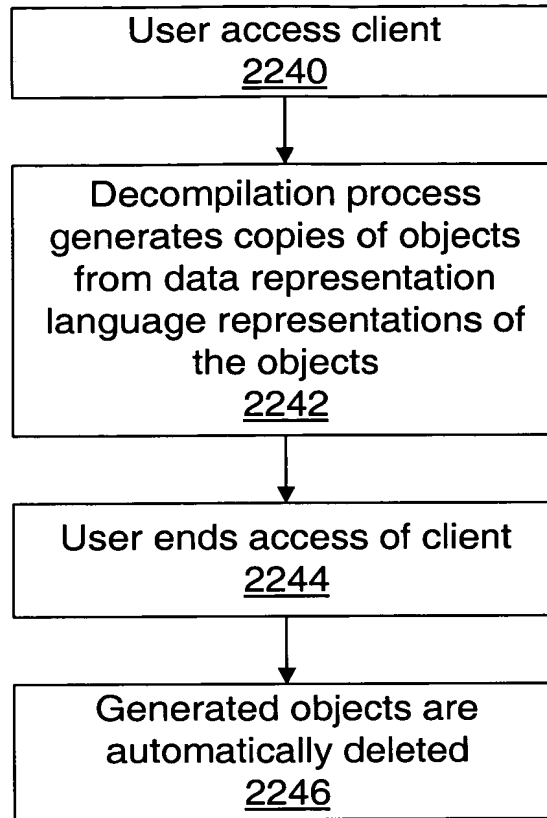 User access client
2240
Decompilation process
generates copies of objects
from data representation
language representations of
the objects
2242
User ends access of client
2244
Generated objects are
automatically deleted
2246